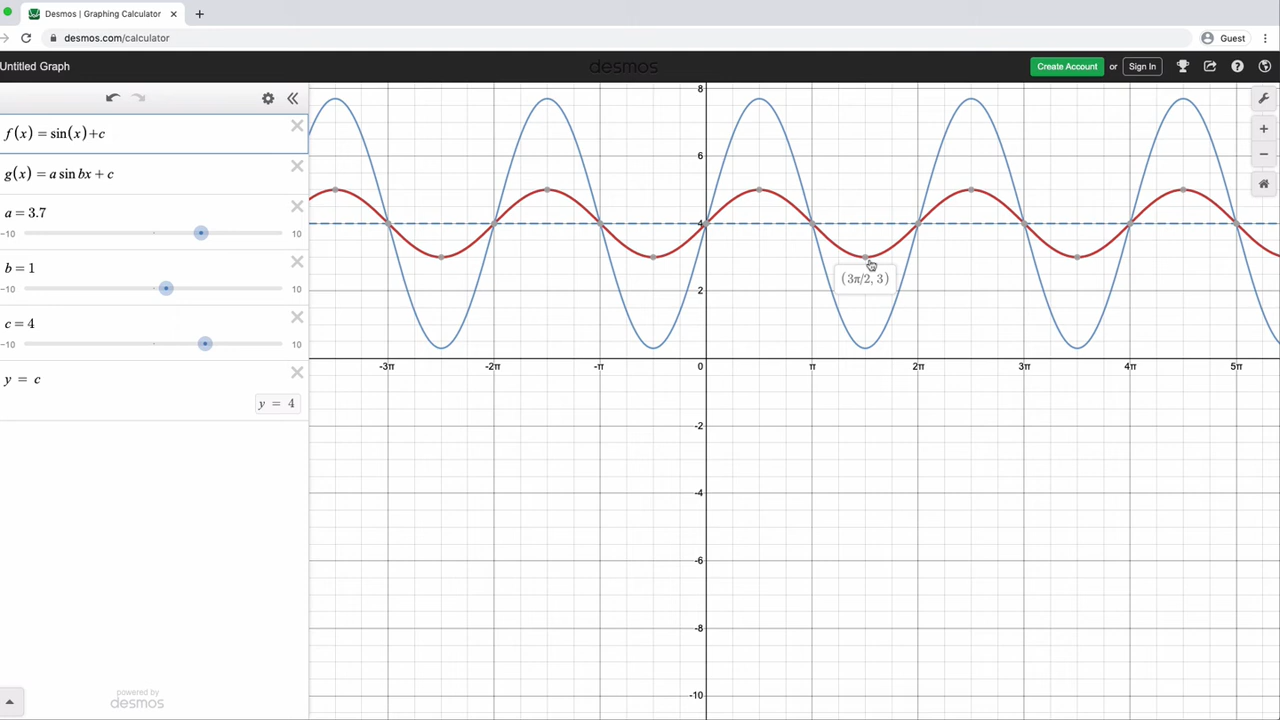 Desmos | Graphing Calculator
desmos.com/calculator
Guest
Untitled Graph
desmos
Create Account or Sign In
f(x) = sin(x)+c
g(x) = a sin bx + c
a = 3.7
-10 10
b = 1
-10 10
c = 4
-10 10
y = c
y = 4
powered by
desmos
8
6
4
2
-3π -2π -π 0 π 2π 3π 4π 5π
-2
-4
-6
-8
-10
(3π/2, 3)